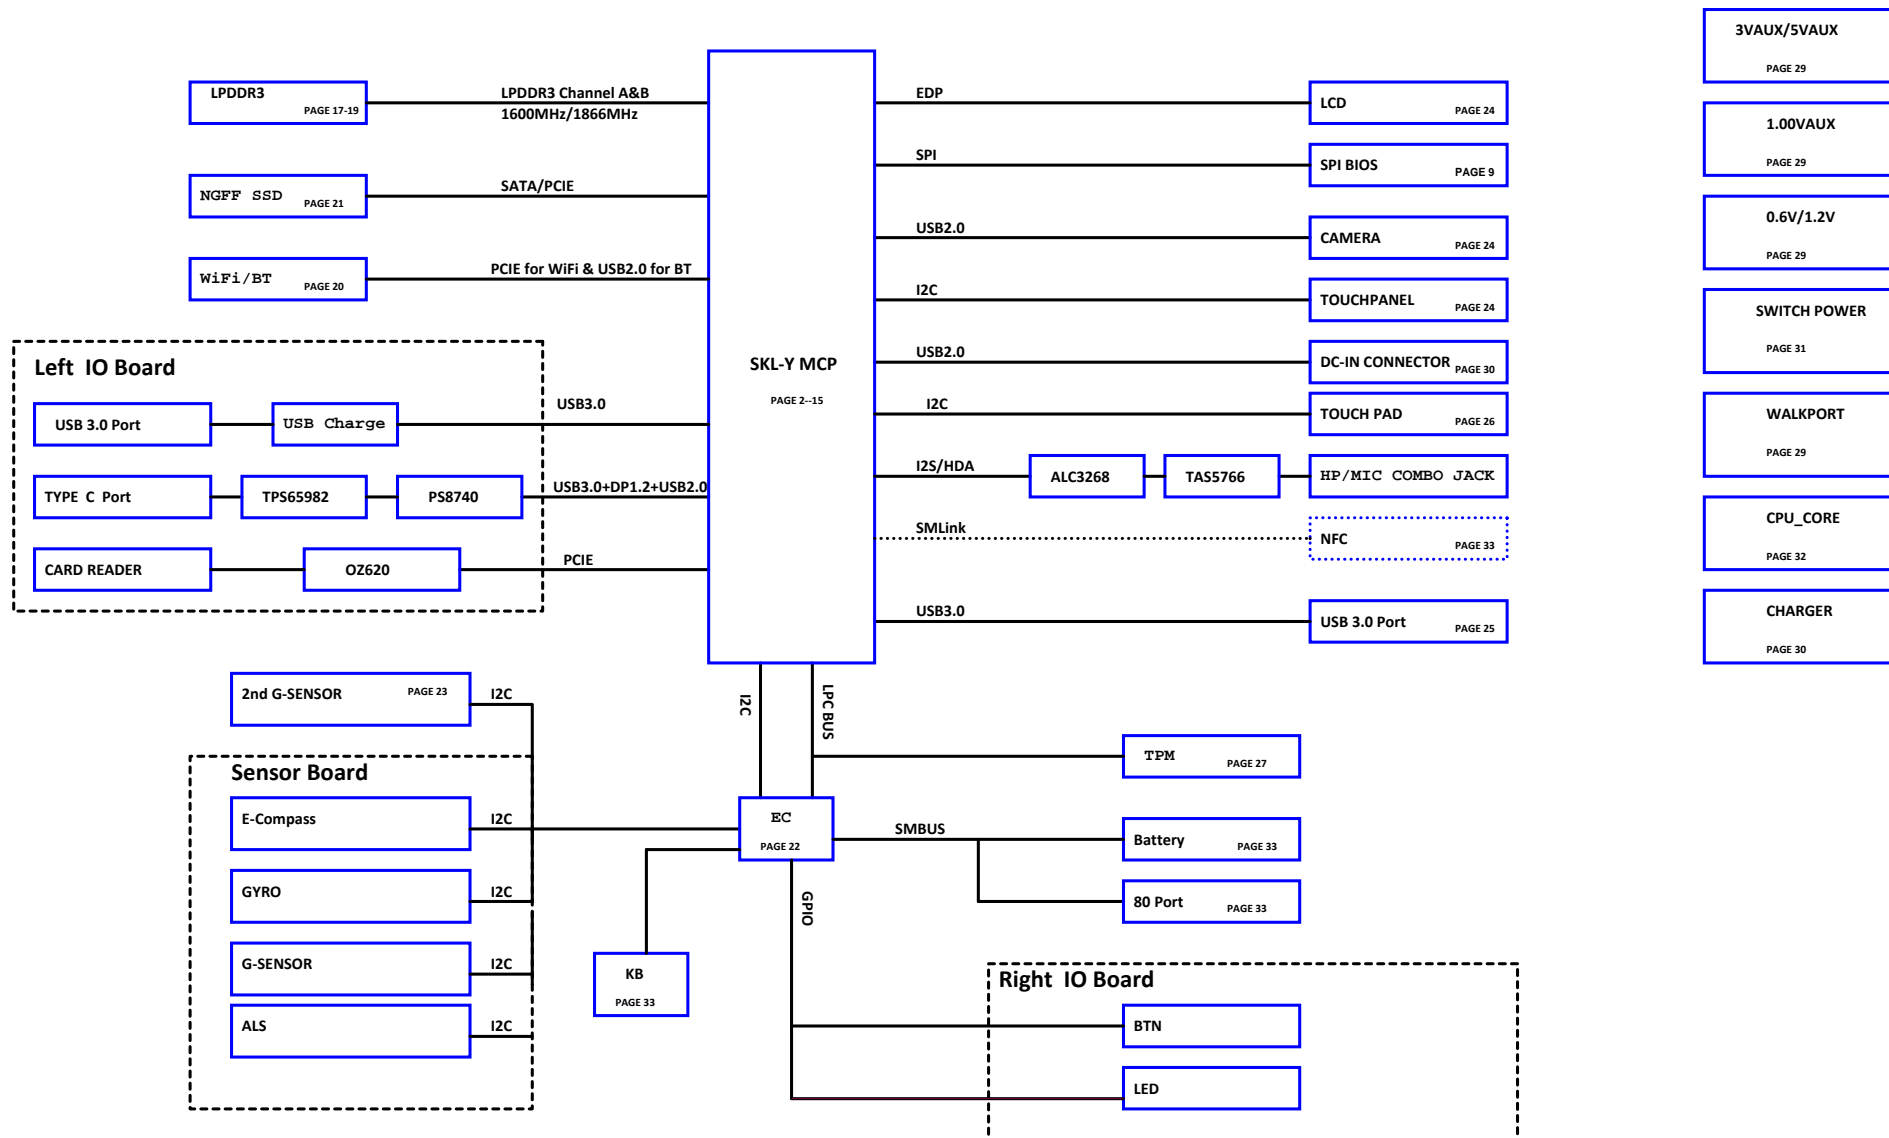 3VAUX/5VAUX
PAGE 29
LPDDR3
PAGE 17-19
LPDDR3 Channel A&B
1600MHz/1866MHz
EDP
LCD
PAGE 24
1.00VAUX
PAGE 29
SPI
SPI BIOS
PAGE 9
NGFF SSD
PAGE 21
SATA/PCIE
0.6V/1.2V
PAGE 29
USB2.0
CAMERA
PAGE 24
WiFi/BT
PAGE 20
PCIE for WiFi & USB2.0 for BT
I2C
TOUCHPANEL
PAGE 24
SWITCH POWER
PAGE 31
Left IO Board
SKL-Y MCP
PAGE 2--15
USB2.0
DC-IN CONNECTOR
PAGE 30
USB 3.0 Port
USB Charge
USB3.0
I2C
TOUCH PAD
PAGE 26
WALKPORT
PAGE 29
TYPE C Port
TPS65982
PS8740
USB3.0+DP1.2+USB2.0
I2S/HDA
ALC3268
TAS5766
HP/MIC COMBO JACK
CPU_CORE
PAGE 32
SMLink
NFC
PAGE 33
CARD READER
OZ620
PCIE
USB3.0
USB 3.0 Port
PAGE 25
CHARGER
PAGE 30
2nd G-SENSOR
PAGE 23
I2C
I2C
LPC BUS
TPM
PAGE 27
Sensor Board
E-Compass
I2C
EC
PAGE 22
SMBUS
Battery
PAGE 33
GYRO
I2C
GPIO
80 Port
PAGE 33
G-SENSOR
I2C
KB
PAGE 33
Right IO Board
ALS
I2C
BTN
LED